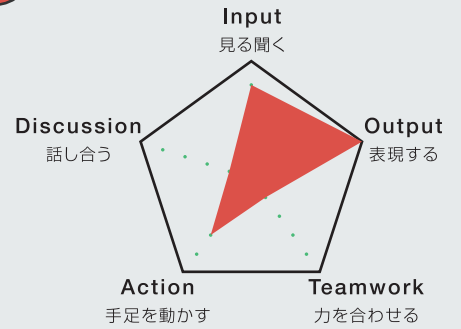 Input
見る聞く
Discussion
話し合う
Output
表現する
Action
手足を動かす
Teamwork
力を合わせる